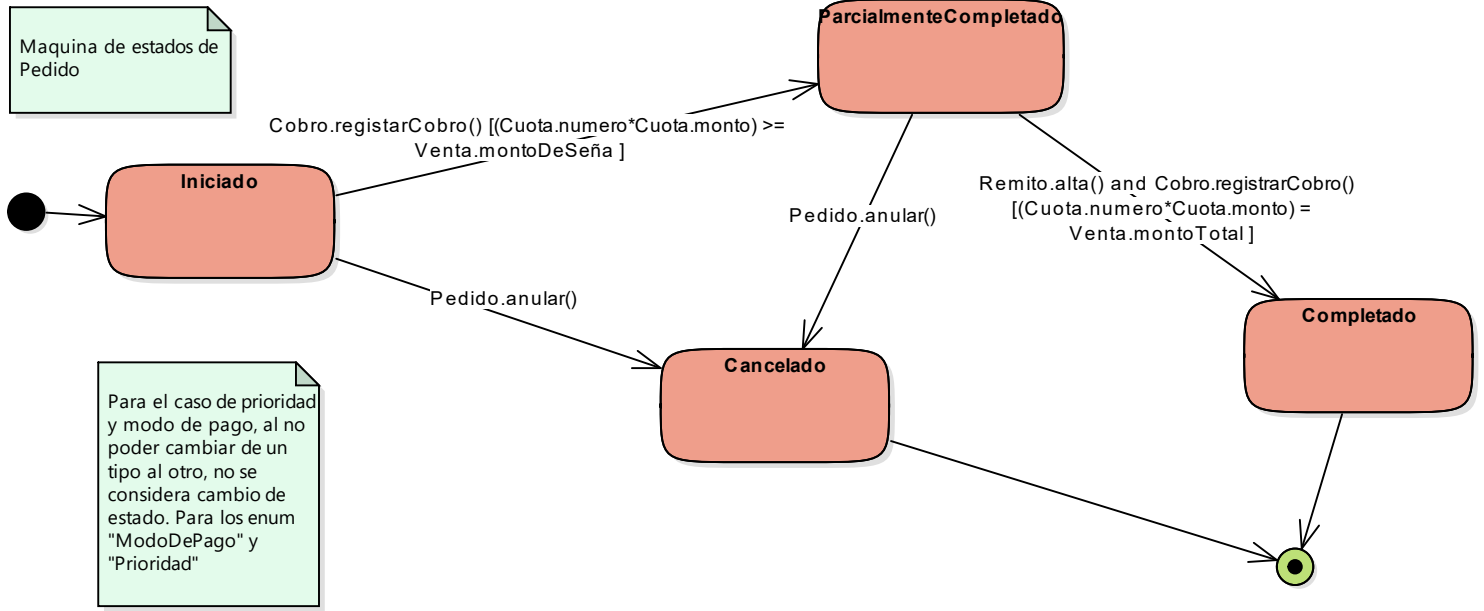 Maquina de estados de
Pedido
ParcialmenteCompletado
Cobro.registarCobro() [(Cuota.numero*Cuota.monto) >=
Venta.montoDeSeña ]
Iniciado
Remito.alta() and Cobro.registrarCobro()
[(Cuota.numero*Cuota.monto) =
Venta.montoTotal ]
Pedido.anular()
Pedido.anular()
Completado
Cancelado
Para el caso de prioridad
y modo de pago, al no
poder cambiar de un
tipo al otro, no se
considera cambio de
estado. Para los enum
"ModoDePago" y
"Prioridad"